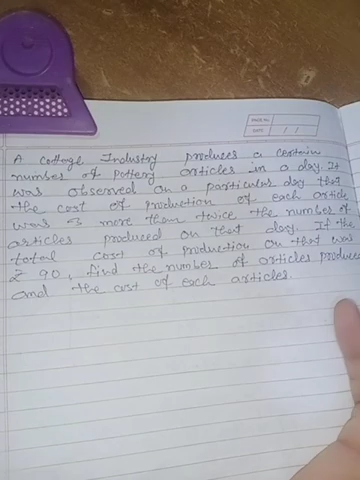 PAGE No.
DATE / /
A cottage Industry produces a certain
number of pottery articles in a day. It
was observed on a particular day that
the cost of production of each article
was 3 more than twice the number of
articles produced on that day. If the
total cost of production on that was
₹ 90, find the number of articles produced
and the cost of each articles.